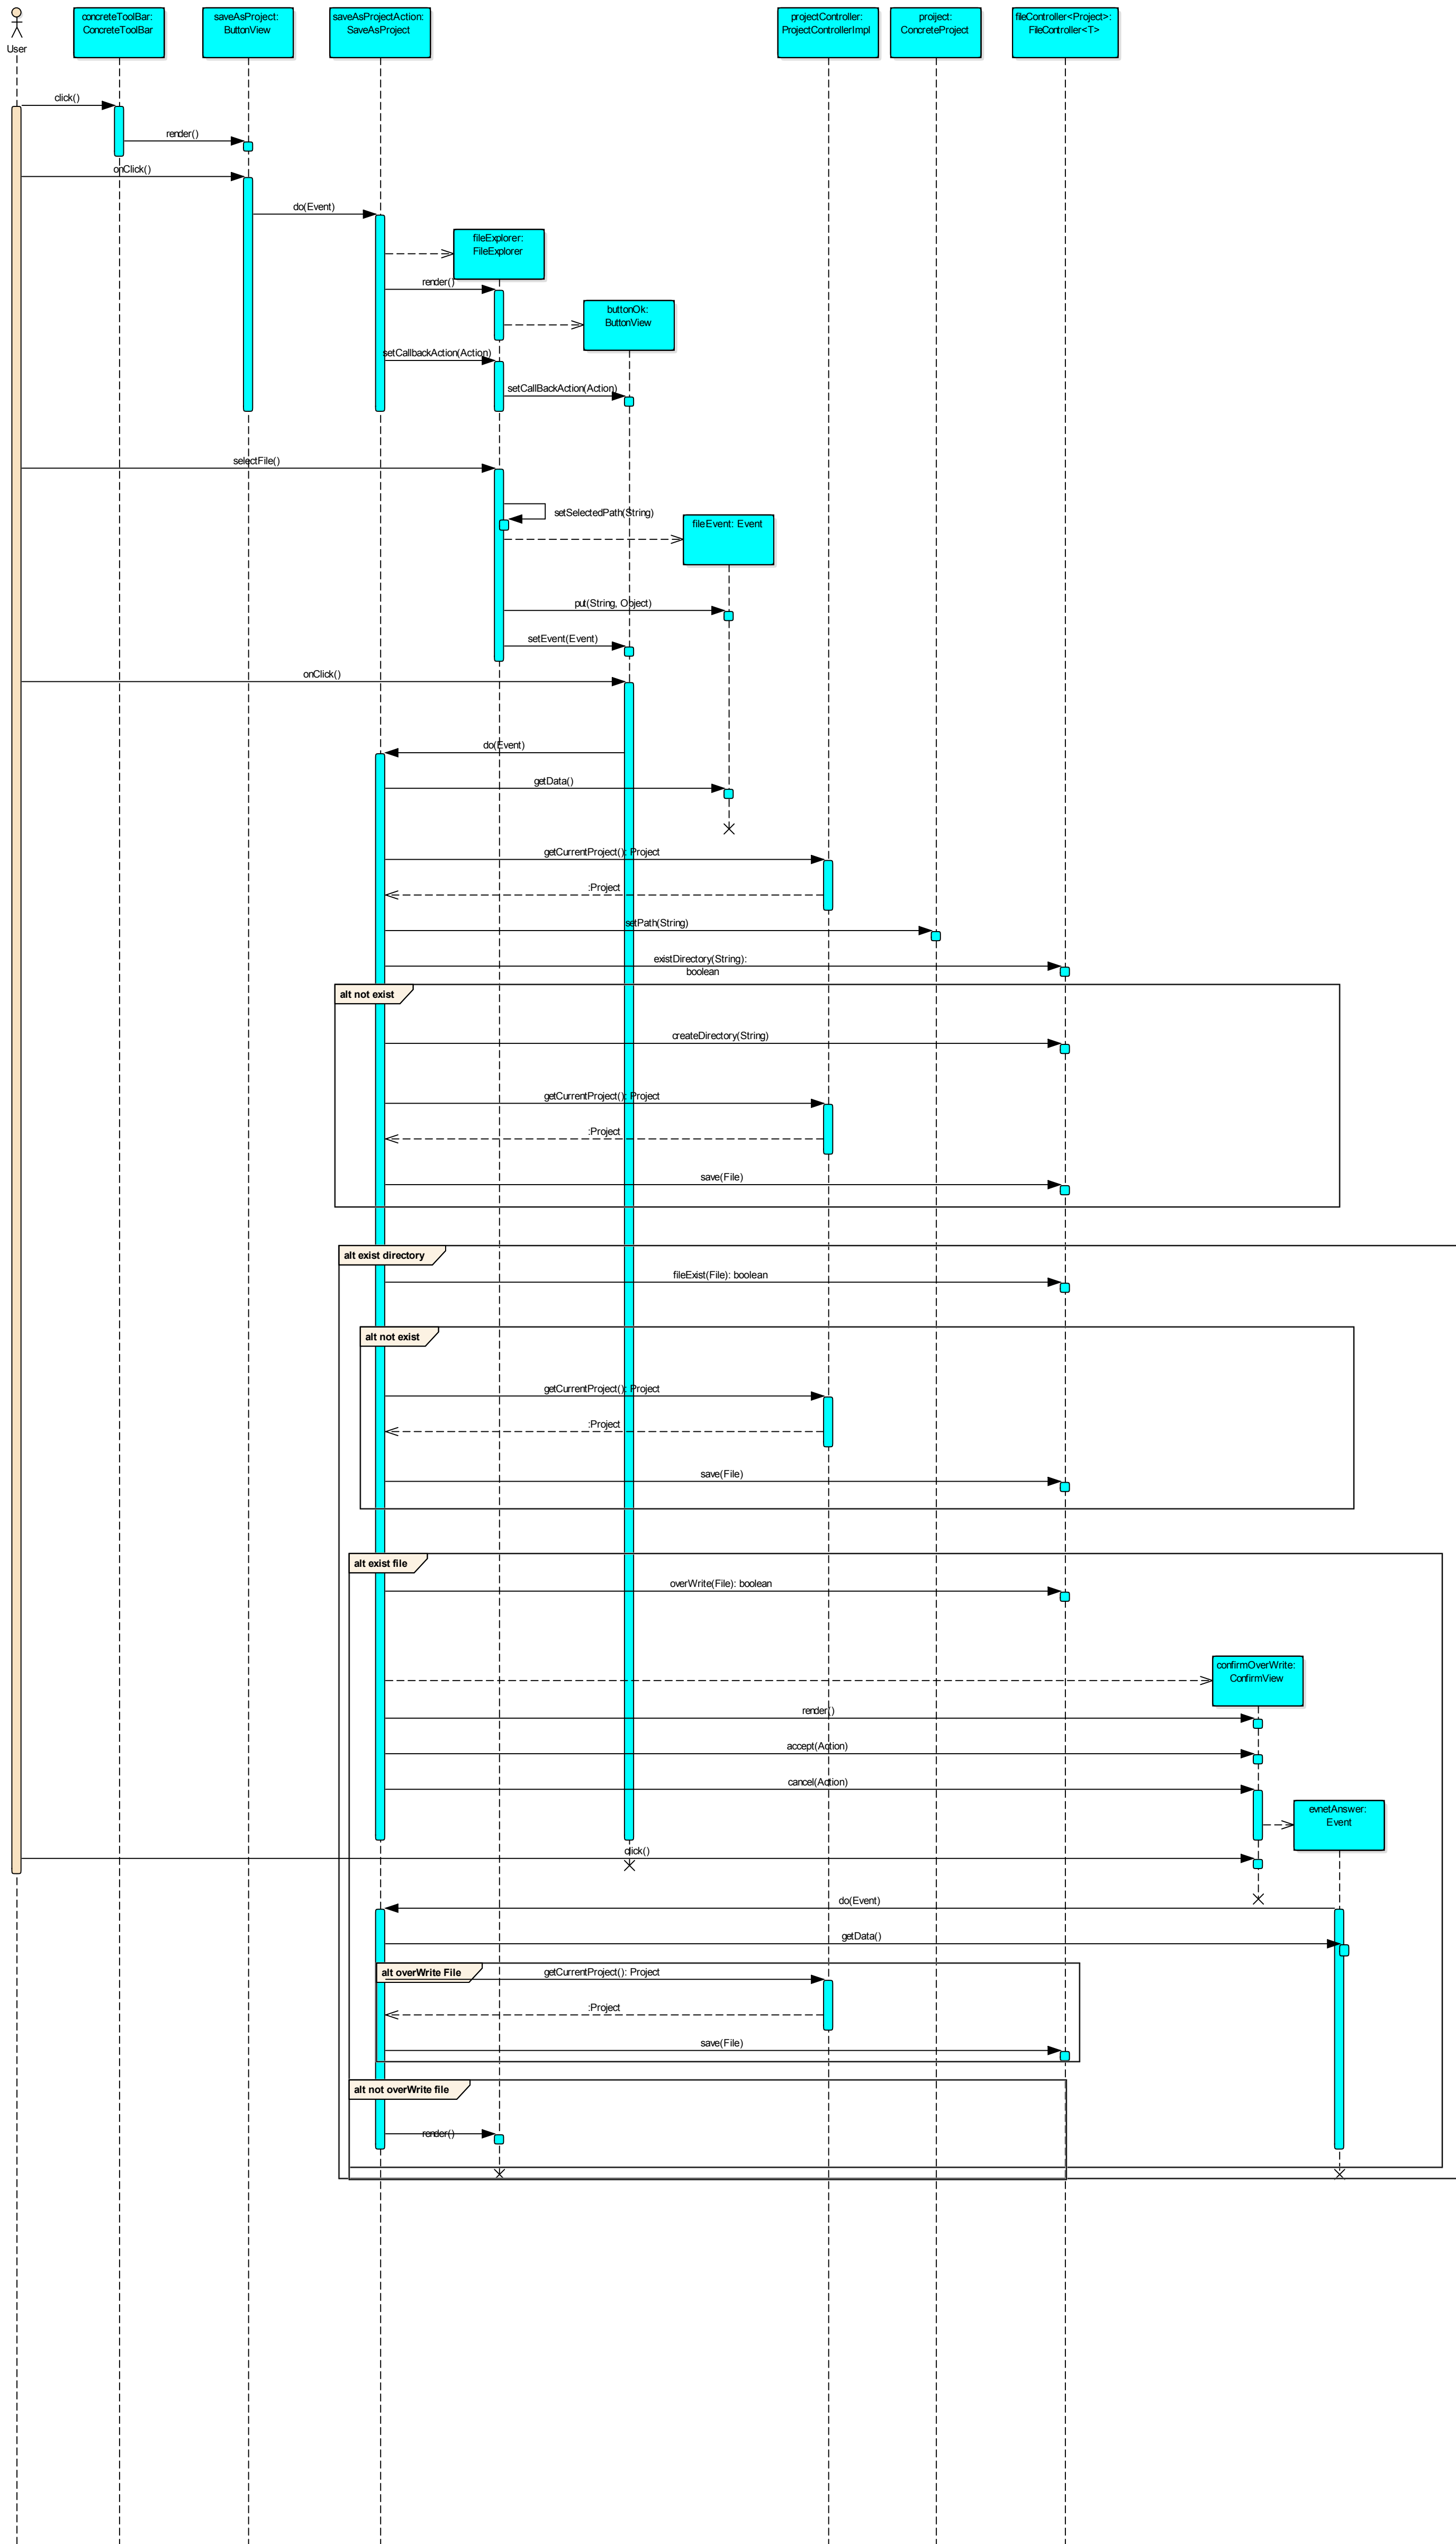 concreteToolBar:
ConcreteToolBar
saveAsProject:
ButtonView
saveAsProjectAction:
SaveAsProject
projectController:
ProjectControllerImpl
proiject:
ConcreteProject
fileController<Project>:
FileController<T>
User
click()
render()
onClick()
do(Event)
fileExplorer:
FileExplorer
render()
buttonOk:
ButtonView
setCallbackAction(Action)
setCallBackAction(Action)
selectFile()
setSelectedPath(String)
fileEvent: Event
put(String, Object)
setEvent(Event)
onClick()
do(Event)
getData()
getCurrentProject(): Project
:Project
setPath(String)
existDirectory(String):
boolean
alt not exist
createDirectory(String)
getCurrentProject(): Project
:Project
save(File)
alt exist directory
fileExist(File): boolean
alt not exist
getCurrentProject(): Project
:Project
save(File)
alt exist file
overWrite(File): boolean
confirmOverWrite:
ConfirmView
render()
accept(Action)
cancel(Action)
evnetAnswer:
Event
click()
do(Event)
getData()
alt overWrite File
getCurrentProject(): Project
:Project
save(File)
alt not overWrite file
render()